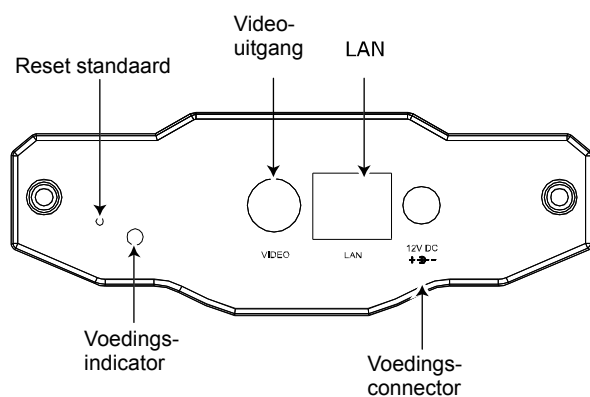 Video-
uitgang
LAN
Reset standaard
VIDEO
LAN
12V DC
Voedings-
indicator
Voedings-
connector